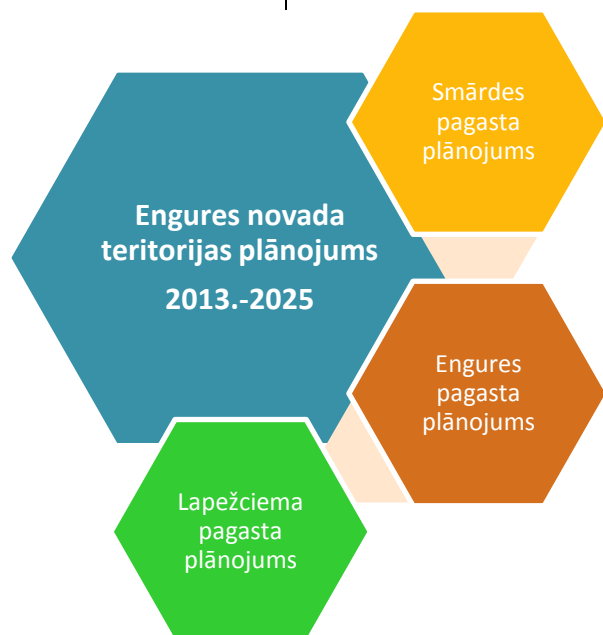 Smārdes
pagasta
plānojums
Engures novada
teritorijas plānojums
2013.-2025
Engures
pagasta
plānojums
Lapežciema
pagasta
plānojums